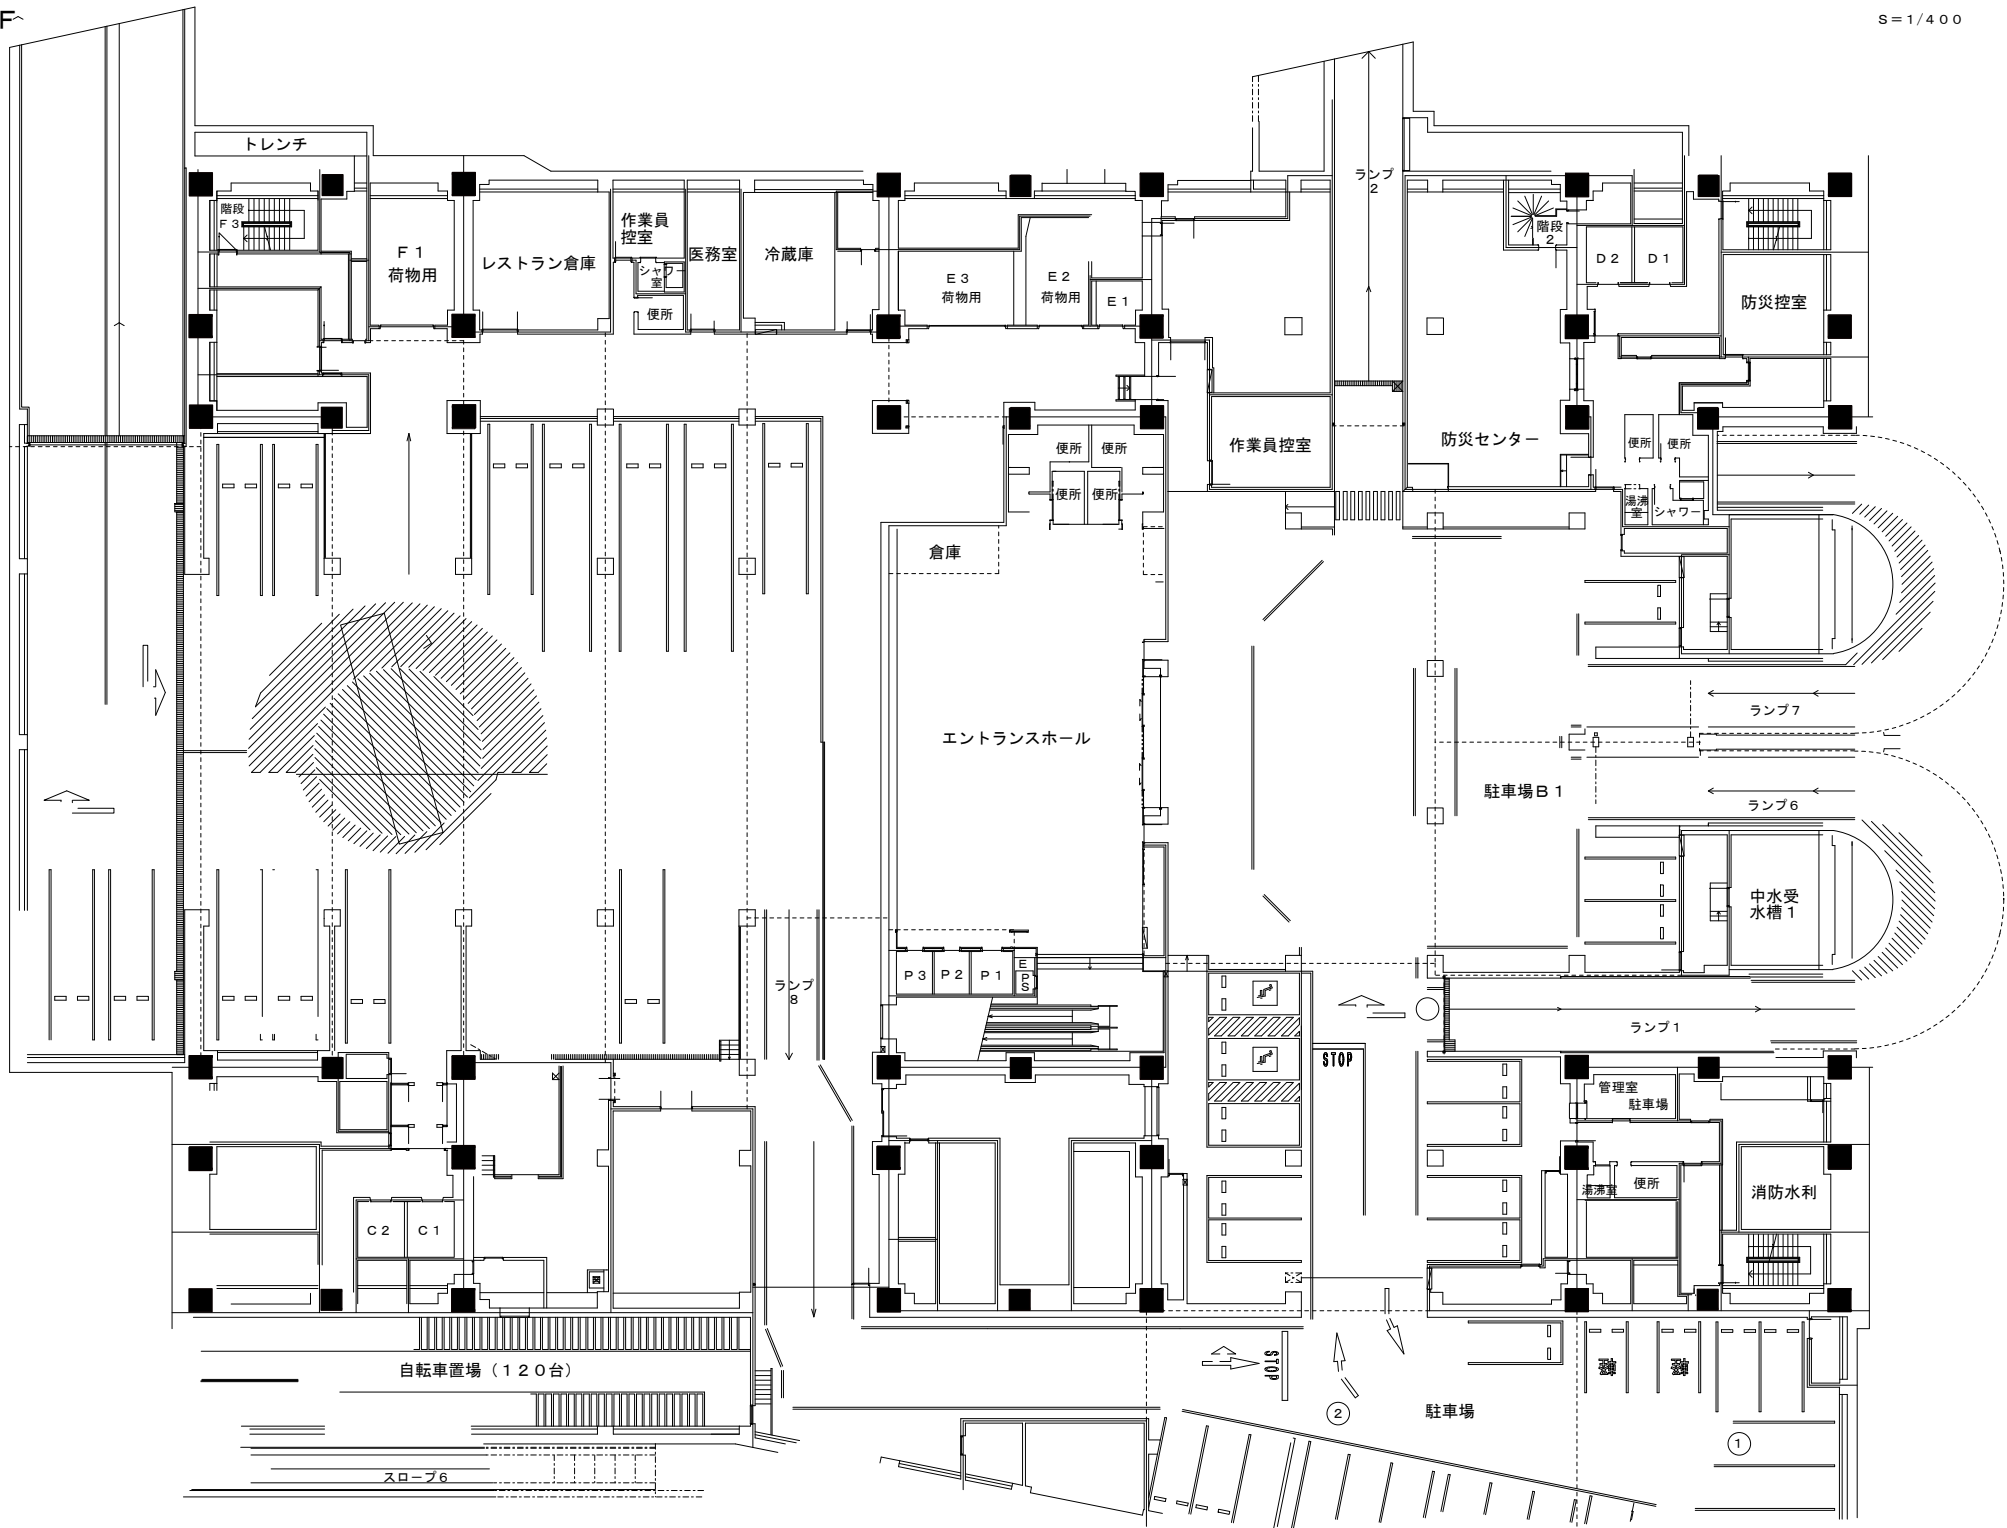 F
S=1/400
トレンチ
ランプ
2
階段
F3
作業員
控室
階段
2
F1
荷物用
レストラン倉庫
医務室
冷蔵庫
シャワー
室
便所
E3
荷物用
E2
荷物用
E1
D2
D1
防災控室
作業員控室
防災センター
便所
便所
便所
便所
便所
便所
湯沸
室
シャワー
倉庫
ランプ7
エントランスホール
駐車場B1
ランプ6
中水受
水槽1
P3
P2
P1
E
PS
ランプ
8
ランプ1
STOP
管理室
駐車場
湯沸室
便所
消防水利
C2
C1
自転車置場(120台)
STOP
駐車場
②
①
スロープ6